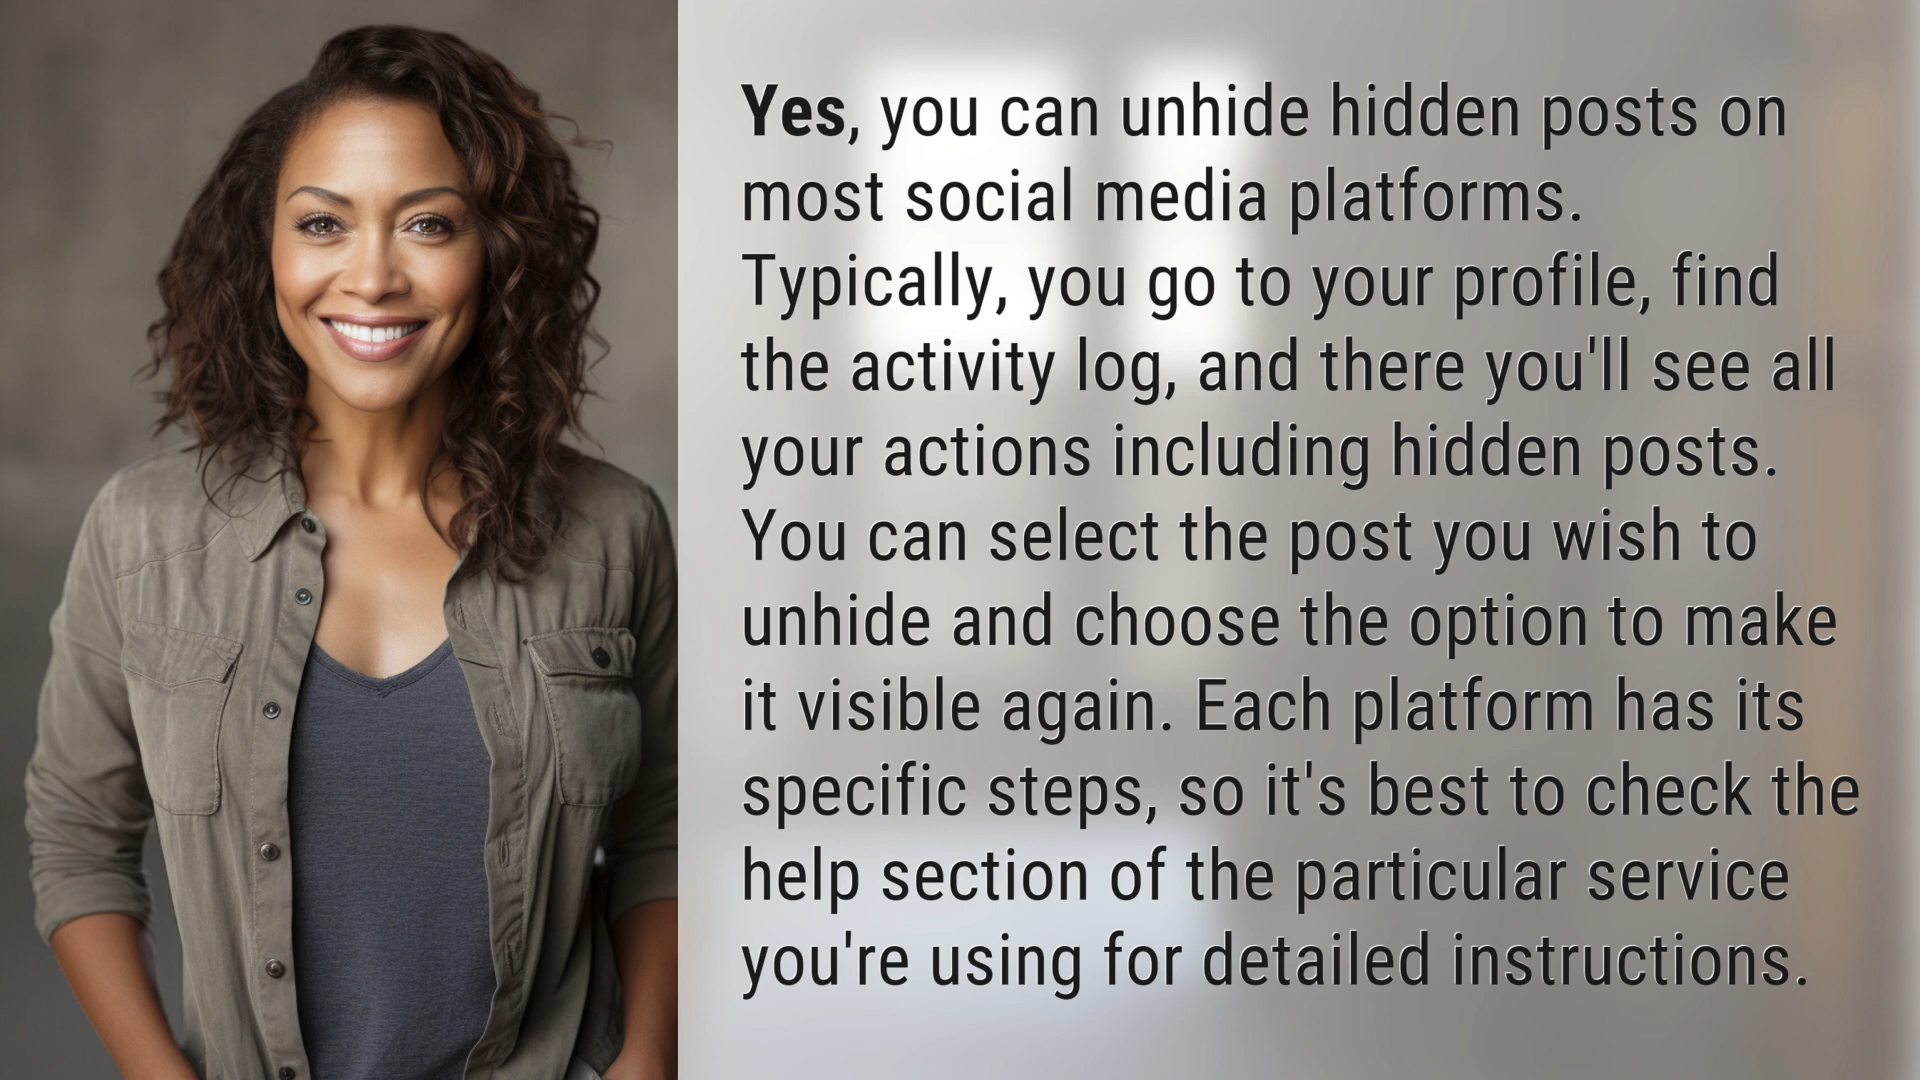 Yes, you can unhide hidden posts on
most social media platforms.
Typically, you go to your profile, find
the activity log, and there you'll see all
your actions including hidden posts.
You can select the post you wish to
unhide and choose the option to make
it visible again. Each platform has its
specific steps, so it's best to check the
help section of the particular service
you're using for detailed instructions.